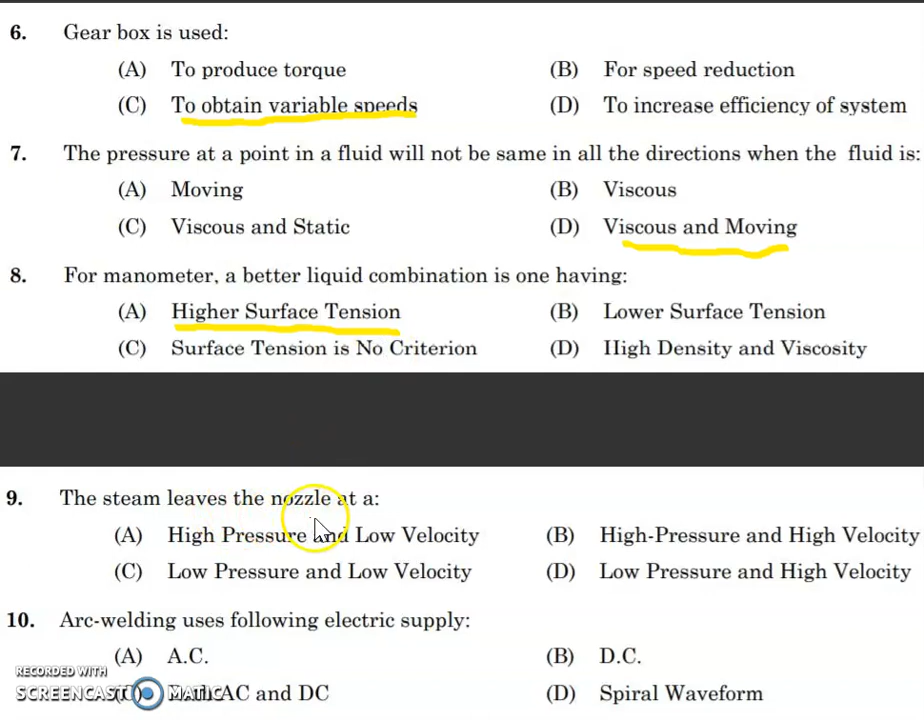 6. Gear box is used:
(A) To produce torque (B) For speed reduction
(C) To obtain variable speeds (D) To increase efficiency of system
7. The pressure at a point in a fluid will not be same in all the directions when the fluid is:
(A) Moving (B) Viscous
(C) Viscous and Static (D) Viscous and Moving
8. For manometer, a better liquid combination is one having:
(A) Higher Surface Tension (B) Lower Surface Tension
(C) Surface Tension is No Criterion (D) High Density and Viscosity
9. The steam leaves the nozzle at a:
(A) High Pressure and Low Velocity (B) High-Pressure and High Velocity
(C) Low Pressure and Low Velocity (D) Low Pressure and High Velocity
10. Arc-welding uses following electric supply:
(A) A.C. (B) D.C.
RECORDED WITH
SCREENCAST O MATIC
AC and DC (D) Spiral Waveform